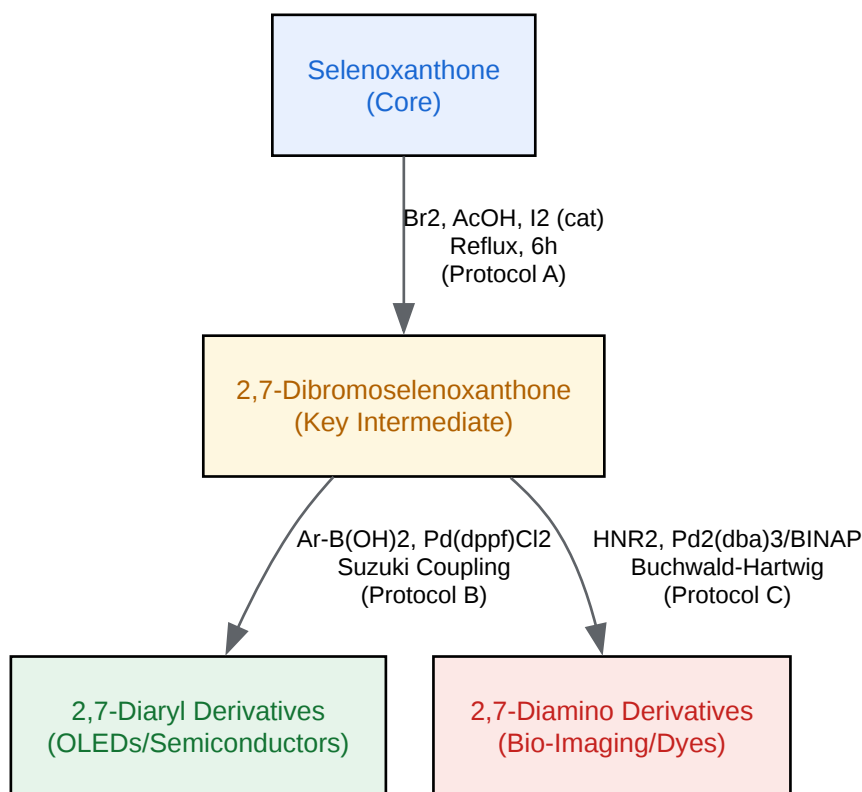 Selenoxanthone
(Core)
Br2, AcOH, I2 (cat)
Reflux, 6h
(Protocol A)
2,7-Dibromoselenoxanthone
(Key Intermediate)
Ar-B(OH)2, Pd(dppf)Cl2
Suzuki Coupling
(Protocol B)
HNR2, Pd2(dba)3/BINAP
Buchwald-Hartwig
(Protocol C)
2,7-Diaryl Derivatives
(OLEDs/Semiconductors)
2,7-Diamino Derivatives
(Bio-Imaging/Dyes)